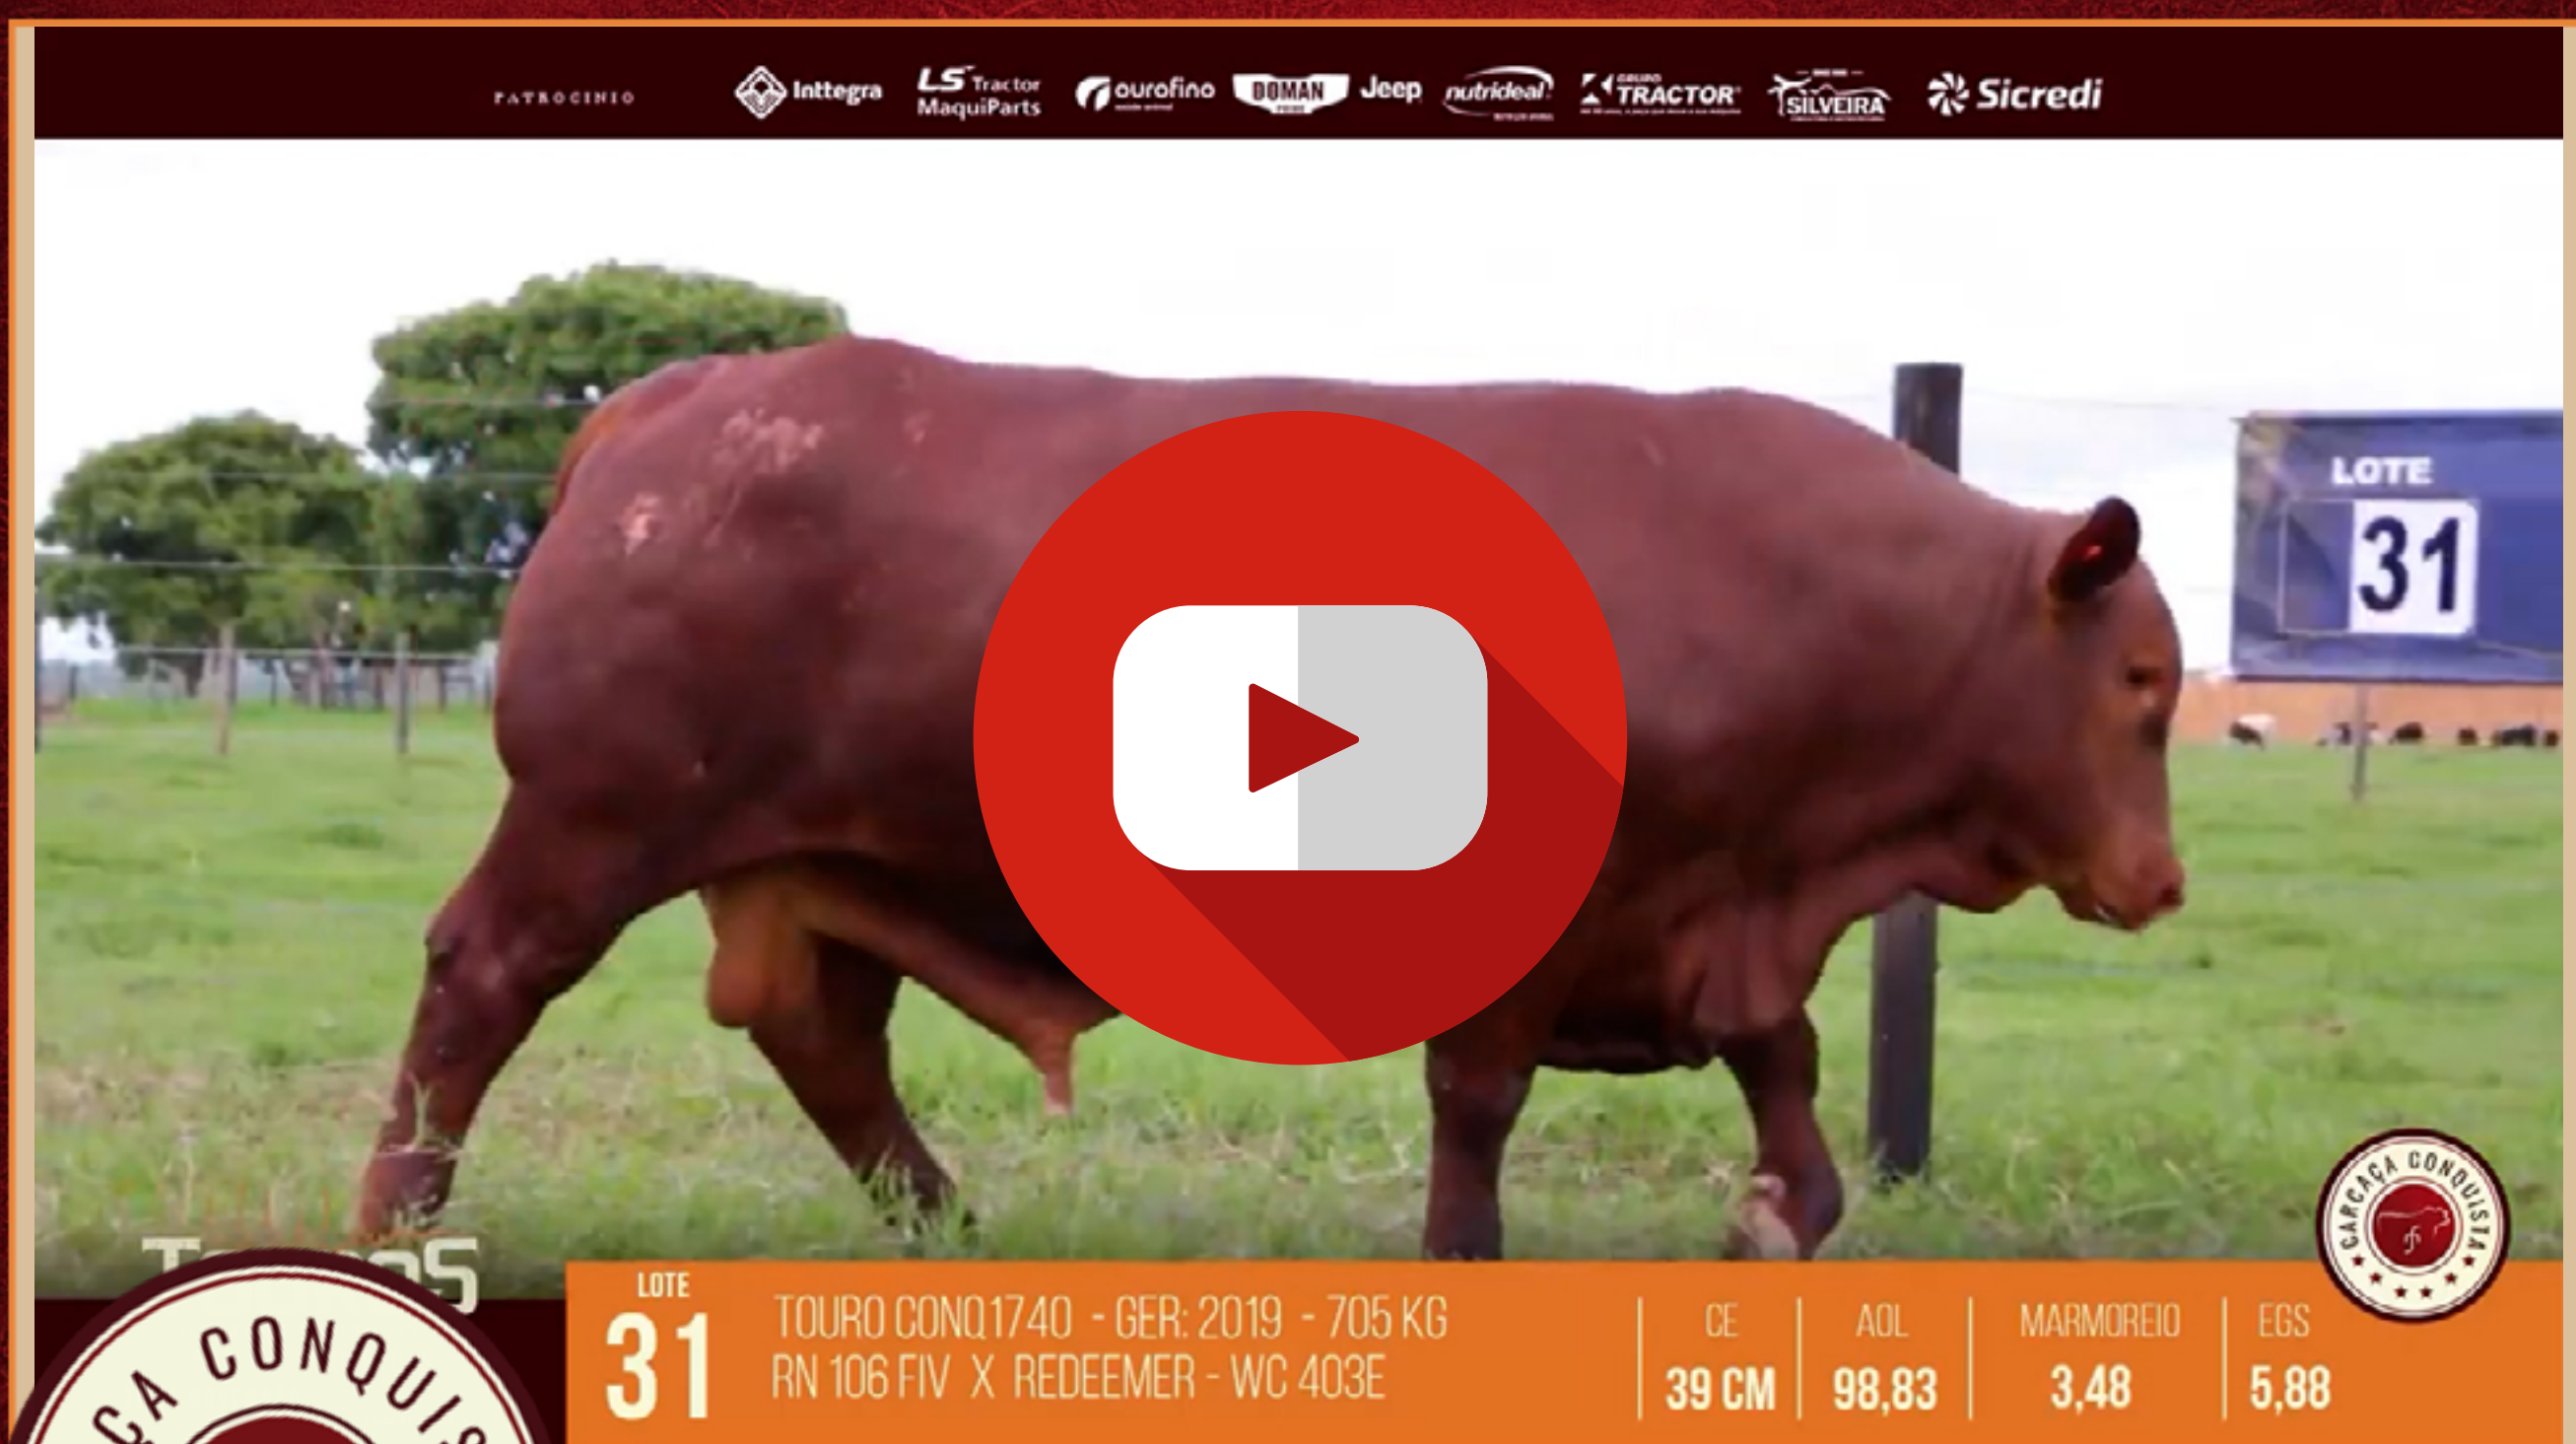 PATROCINIO
Inttegra
LS Tractor
MaquiParts
ourofino
DOMAN
Jeep
nutrideal
GRUPO
TRACTOR
SILVEIRA
Sicredi
LOTE
31
CARCAÇA CONQUISTA
LOTE
31
TOURO CONQ1740 - GER: 2019 - 705 KG
RN 106 FIV X REDEEMER - WC 403E
CE
39 CM
AOL
98,83
MARMOREIO
3,48
EGS
5,88
ÇA CONQUIS